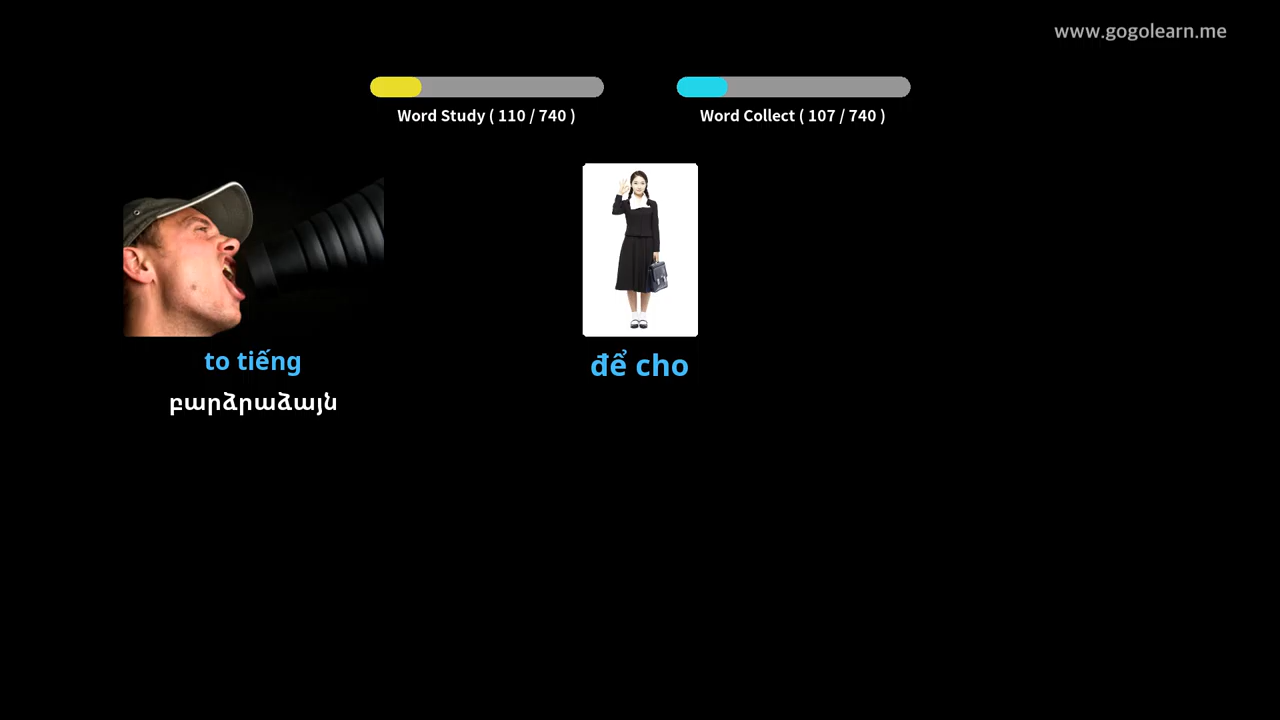 www.gogolearn.me
Word Study ( 110 / 740 )
Word Collect ( 107 / 740 )
to tiếng
բարձրաձայն
để cho